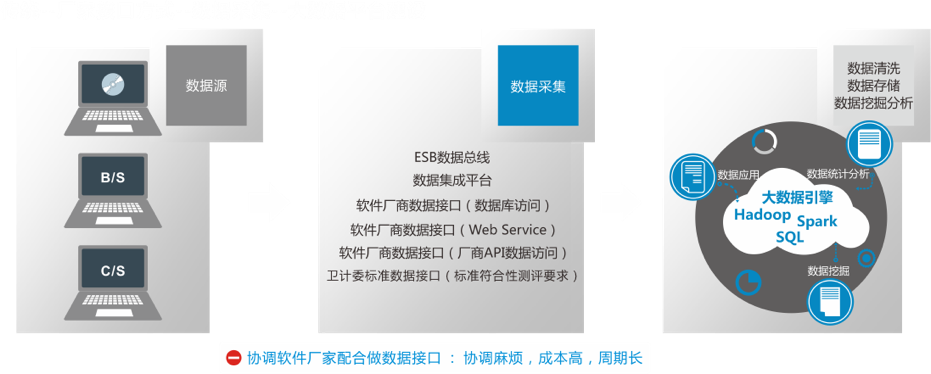 数据源
B/S
C/S
数据采集
ESB数据总线
数据集成平台
软件厂商数据接口（数据库访问）
软件厂商数据接口（Web Service）
软件厂商数据接口（厂商API数据访问）
卫计委标准数据接口（标准符合性测评要求）
数据清洗
数据存储
数据挖掘分析
数据应用
数据统计分析
大数据引擎
Hadoop
Spark
SQL
数据挖掘
协调软件厂家配合做数据接口 ： 协调麻烦，成本高，周期长